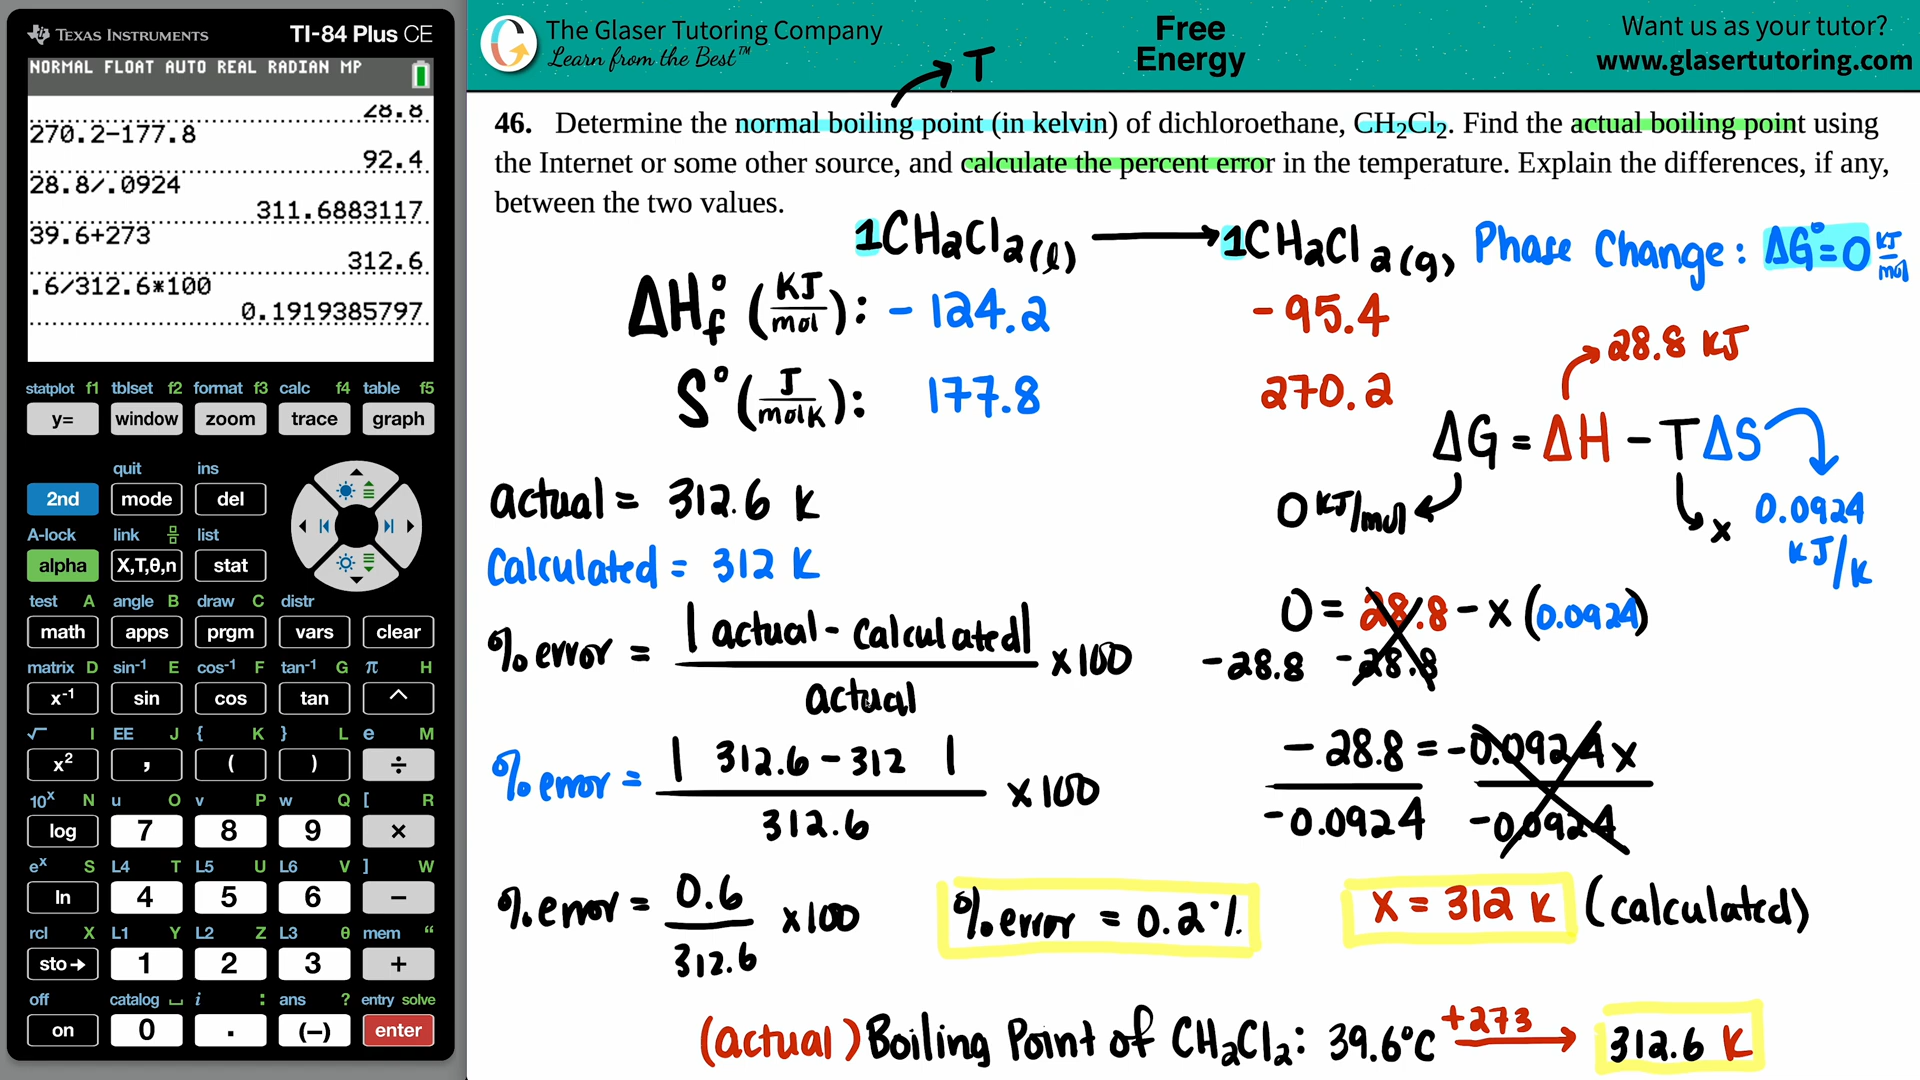 TEXAS INSTRUMENTS TI-84 Plus CE
NORMAL FLOAT AUTO REAL RADIAN MP
28.8
270.2-177.8
92.4
28.8/.0924
311.6883117
39.6+273
312.6
.6/312.6*100
0.1919385797
statplot f1 tblset f2 format f3 calc f4 table f5
y= window zoom trace graph
quit ins
2nd mode del
A-lock link list
alpha X,T,θ,n stat
test A angle B draw C distr
math apps prgm vars clear
matrix D sin⁻¹ E cos⁻¹ F tan⁻¹ G π H
x⁻¹ sin cos tan ^
√ I EE J { K } L e M
x² , ( ) ÷
10ˣ N u O v P w Q [ R
log 7 8 9 ×
eˣ S L4 T L5 U L6 V ] W
ln 4 5 6 −
rcl X L1 Y L2 Z L3 θ mem “
sto→ 1 2 3 +
off catalog ⎵ i : ans ? entry solve
on 0 . (−) enter
The Glaser Tutoring Company
Learn from the Best™
Free
Energy
Want us as your tutor?
www.glasertutoring.com
T
46. Determine the normal boiling point (in kelvin) of dichloroethane, CH₂Cl₂. Find the actual boiling point using
the Internet or some other source, and calculate the percent error in the temperature. Explain the differences, if any,
between the two values.
1CH₂Cl₂(l) → 1CH₂Cl₂(g) Phase Change: ΔG°=0 KJ/mol
ΔH°f (KJ/mol): -124.2 -95.4
S° (J/molK): 177.8 270.2
28.8 KJ
ΔG = ΔH - TΔS
0 KJ/mol x 0.0924 KJ/K
0 = 28.8 - x (0.0924)
-28.8 -28.8
-28.8 = -0.0924x
-0.0924 -0.0924
x = 312 K (calculated)
actual = 312.6 K
Calculated = 312 K
% error = |actual - calculated| / actual x 100
% error = |312.6 - 312| / 312.6 x 100
% error = 0.6 / 312.6 x 100
% error = 0.2%
(actual) Boiling Point of CH₂Cl₂: 39.6°C +273 → 312.6 K